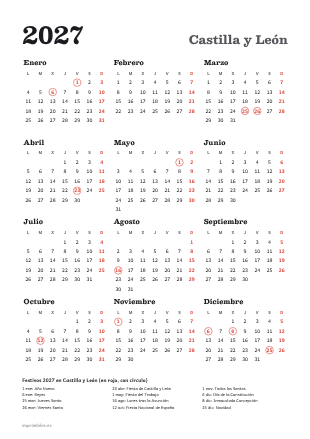 2027
Castilla y León
Enero
L M X J V S D
1 2 3
4 5 6 7 8 9 10
11 12 13 14 15 16 17
18 19 20 21 22 23 24
25 26 27 28 29 30 31
Febrero
L M X J V S D
1 2 3 4 5 6 7
8 9 10 11 12 13 14
15 16 17 18 19 20 21
22 23 24 25 26 27 28
Marzo
L M X J V S D
1 2 3 4 5 6 7
8 9 10 11 12 13 14
15 16 17 18 19 20 21
22 23 24 25 26 27 28
29 30 31
Abril
L M X J V S D
1 2 3 4
5 6 7 8 9 10 11
12 13 14 15 16 17 18
19 20 21 22 23 24 25
26 27 28 29 30
Mayo
L M X J V S D
1 2
3 4 5 6 7 8 9
10 11 12 13 14 15 16
17 18 19 20 21 22 23
24 25 26 27 28 29 30
31
Junio
L M X J V S D
1 2 3 4 5 6
7 8 9 10 11 12 13
14 15 16 17 18 19 20
21 22 23 24 25 26 27
28 29 30
Julio
L M X J V S D
1 2 3 4
5 6 7 8 9 10 11
12 13 14 15 16 17 18
19 20 21 22 23 24 25
26 27 28 29 30 31
Agosto
L M X J V S D
1
2 3 4 5 6 7 8
9 10 11 12 13 14 15
16 17 18 19 20 21 22
23 24 25 26 27 28 29
30 31
Septiembre
L M X J V S D
1 2 3 4 5
6 7 8 9 10 11 12
13 14 15 16 17 18 19
20 21 22 23 24 25 26
27 28 29 30
Octubre
L M X J V S D
1 2 3
4 5 6 7 8 9 10
11 12 13 14 15 16 17
18 19 20 21 22 23 24
25 26 27 28 29 30 31
Noviembre
L M X J V S D
1 2 3 4 5 6 7
8 9 10 11 12 13 14
15 16 17 18 19 20 21
22 23 24 25 26 27 28
29 30
Diciembre
L M X J V S D
1 2 3 4 5
6 7 8 9 10 11 12
13 14 15 16 17 18 19
20 21 22 23 24 25 26
27 28 29 30 31
Festivos 2027 en Castilla y León (en rojo, con círculo)
1 ene: Año Nuevo
6 ene: Reyes
25 mar: Jueves Santo
26 mar: Viernes Santo
23 abr: Fiesta de Castilla y León
1 may: Fiesta del Trabajo
16 ago: Lunes tras la Asunción
12 oct: Fiesta Nacional de España
1 nov: Todos los Santos
6 dic: Día de la Constitución
8 dic: Inmaculada Concepción
25 dic: Navidad